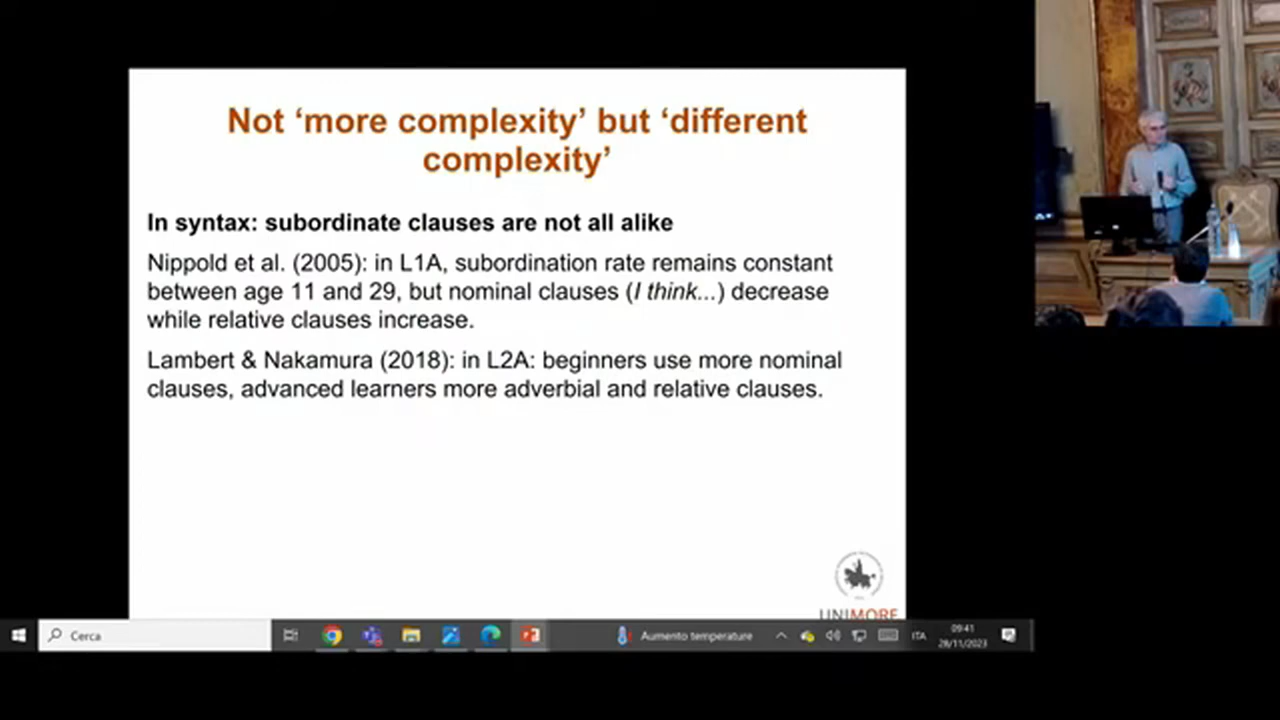 Not ‘more complexity’ but ‘different
complexity’
In syntax: subordinate clauses are not all alike
Nippold et al. (2005): in L1A, subordination rate remains constant
between age 11 and 29, but nominal clauses (I think...) decrease
while relative clauses increase.
Lambert & Nakamura (2018): in L2A: beginners use more nominal
clauses, advanced learners more adverbial and relative clauses.
UNIMORE
Cerca
Aumento temperature
ITA
09:41
28/11/2023